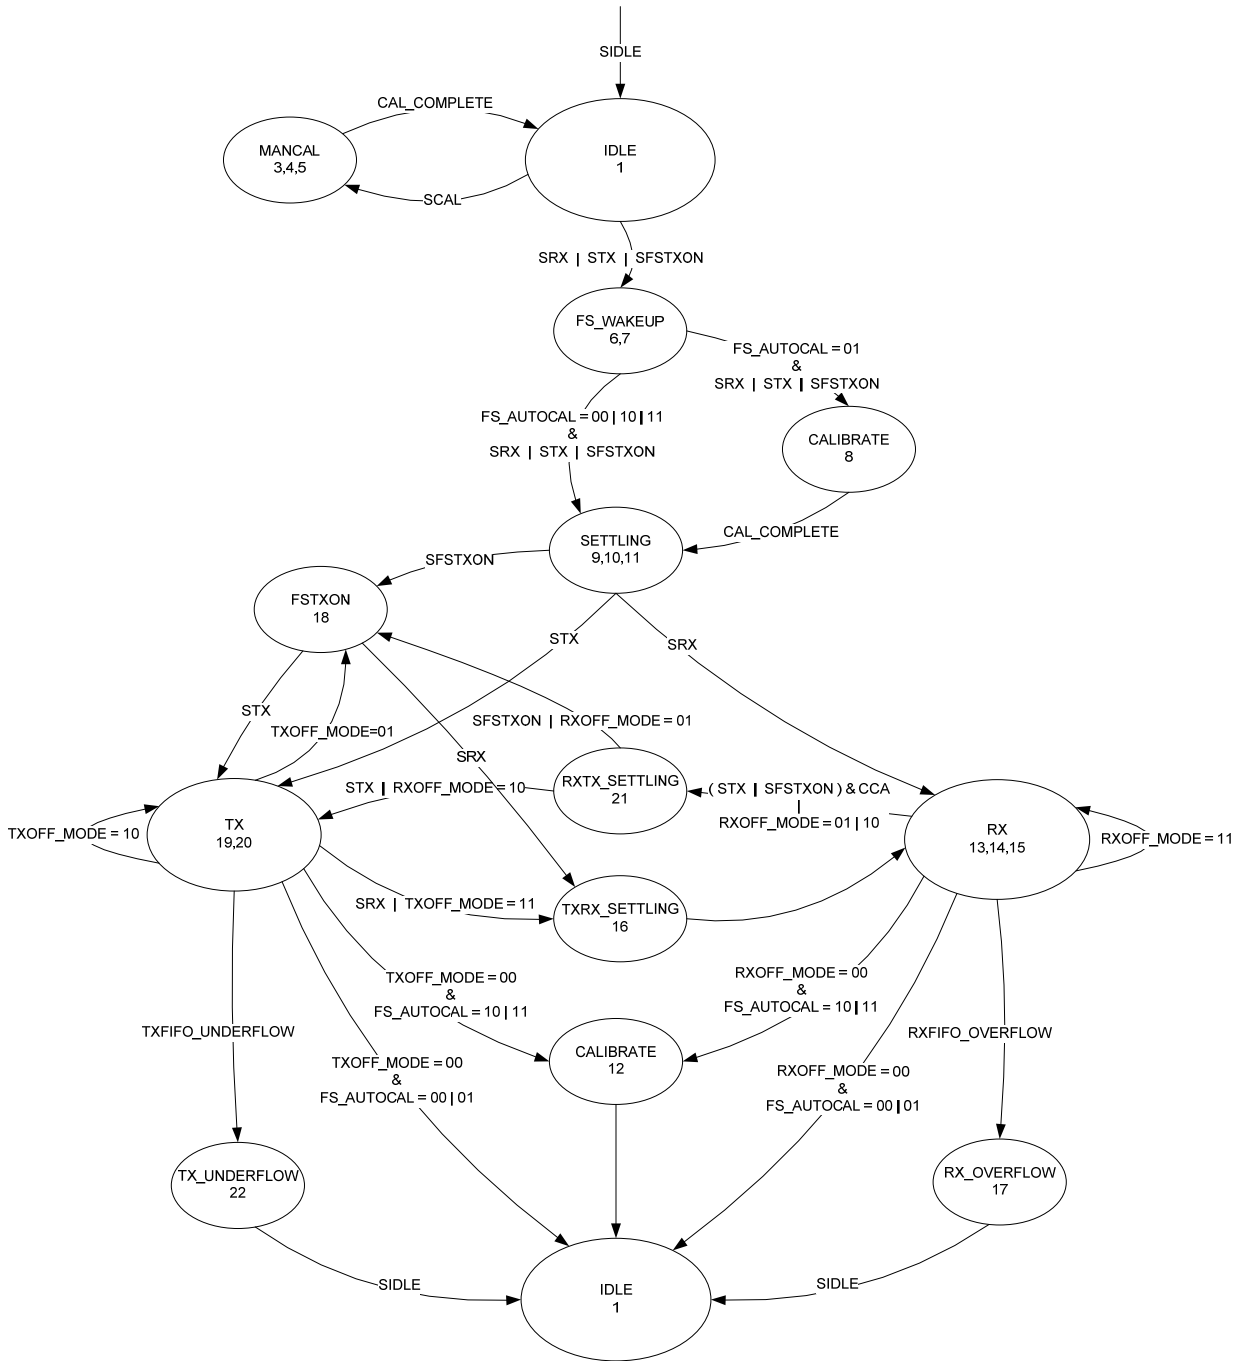 SIDLE
CAL_COMPLETE
MANCAL
3,4,5
IDLE
1
SCAL
SRX | STX | SFSTXON
FS_WAKEUP
6,7
FS_AUTOCAL = 01
&
SRX | STX | SFSTXON
FS_AUTOCAL = 00 | 10 | 11
&
SRX | STX | SFSTXON
CALIBRATE
8
CAL_COMPLETE
SETTLING
9,10,11
SFSTXON
FSTXON
18
STX
SRX
STX
TXOFF_MODE=01
SFSTXON | RXOFF_MODE = 01
SRX
STX | RXOFF_MODE = 10
RXTX_SETTLING
21
( STX | SFSTXON ) & CCA
|
RXOFF_MODE = 01 | 10
TXOFF_MODE = 10
TX
19,20
RX
13,14,15
RXOFF_MODE = 11
SRX | TXOFF_MODE = 11
TXRX_SETTLING
16
TXOFF_MODE = 00
&
FS_AUTOCAL = 10 | 11
RXOFF_MODE = 00
&
FS_AUTOCAL = 10 | 11
TXFIFO_UNDERFLOW
RXFIFO_OVERFLOW
CALIBRATE
12
TXOFF_MODE = 00
&
FS_AUTOCAL = 00 | 01
RXOFF_MODE = 00
&
FS_AUTOCAL = 00 | 01
TX_UNDERFLOW
22
RX_OVERFLOW
17
SIDLE
SIDLE
IDLE
1